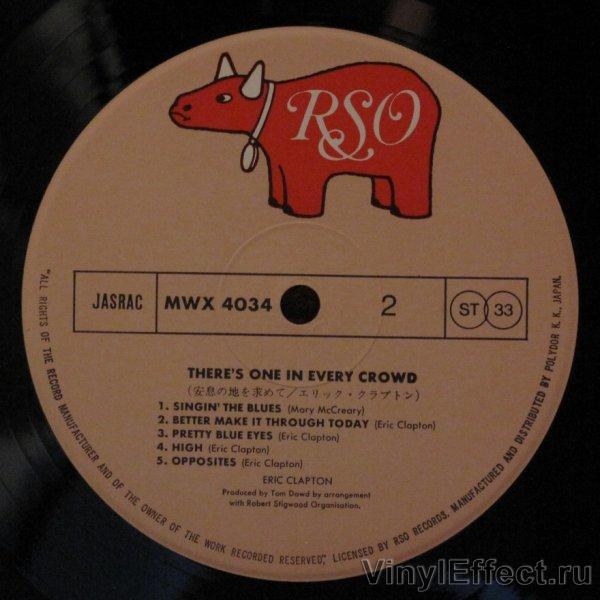 RSO
JASRAC
MWX 4034
2
ST 33
THERE'S ONE IN EVERY CROWD
(安息の地を求めて/エリック・クラプトン)
1. SINGIN' THE BLUES (Mary McCreary)
2. BETTER MAKE IT THROUGH TODAY (Eric Clapton)
3. PRETTY BLUE EYES (Eric Clapton)
4. HIGH (Eric Clapton)
5. OPPOSITES (Eric Clapton)
ERIC CLAPTON
Produced by Tom Dowd by arrangement
with Robert Stigwood Organisation.
"ALL RIGHTS OF THE RECORD MANUFACTURER AND OF THE OWNER OF THE WORK RECORDED RESERVED", LICENSED BY RSO RECORDS. MANUFACTURED AND DISTRIBUTED BY POLYDOR K. K., JAPAN.
VinylEffect.ru